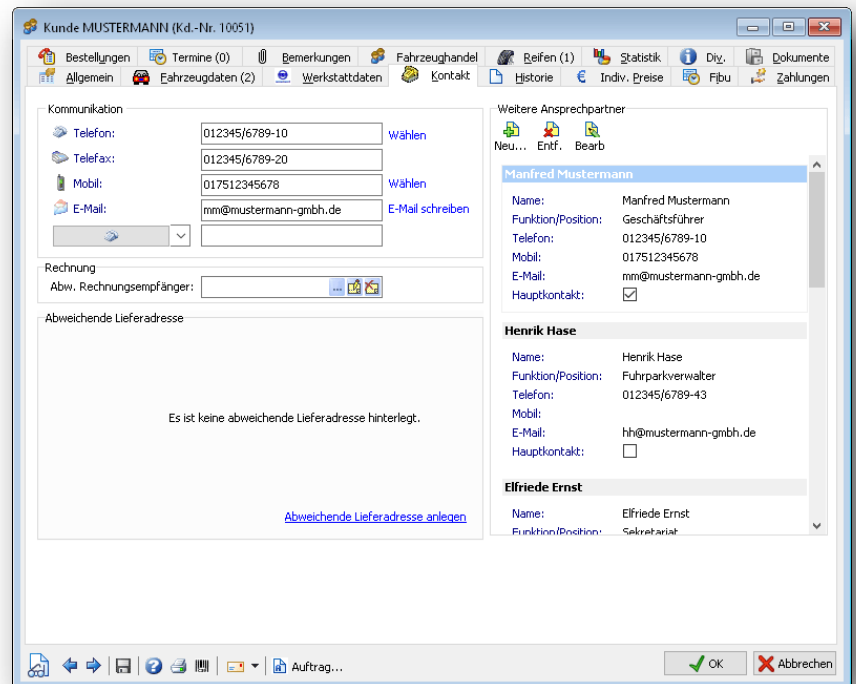 Kunde MUSTERMANN (Kd.-Nr. 10051)
Bestellungen Termine (0) Bemerkungen Fahrzeughandel Reifen (1) Statistik Div. Dokumente
Allgemein Fahrzeugdaten (2) Werkstattdaten Kontakt Historie Indiv. Preise Fibu Zahlungen
Kommunikation
Telefon: 012345/6789-10 Wählen
Telefax: 012345/6789-20
Mobil: 017512345678 Wählen
E-Mail: mm@mustermann-gmbh.de E-Mail schreiben
Rechnung
Abw. Rechnungsempfänger: ...
Abweichende Lieferadresse
Es ist keine abweichende Lieferadresse hinterlegt.
Abweichende Lieferadresse anlegen
Weitere Ansprechpartner
Neu... Entf. Bearb
Manfred Mustermann
Name: Manfred Mustermann
Funktion/Position: Geschäftsführer
Telefon: 012345/6789-10
Mobil: 017512345678
E-Mail: mm@mustermann-gmbh.de
Hauptkontakt:
Henrik Hase
Name: Henrik Hase
Funktion/Position: Fuhrparkverwalter
Telefon: 012345/6789-43
Mobil:
E-Mail: hh@mustermann-gmbh.de
Hauptkontakt:
Elfriede Ernst
Name: Elfriede Ernst
Funktion/Position: Sekretariat
Auftrag... OK Abbrechen